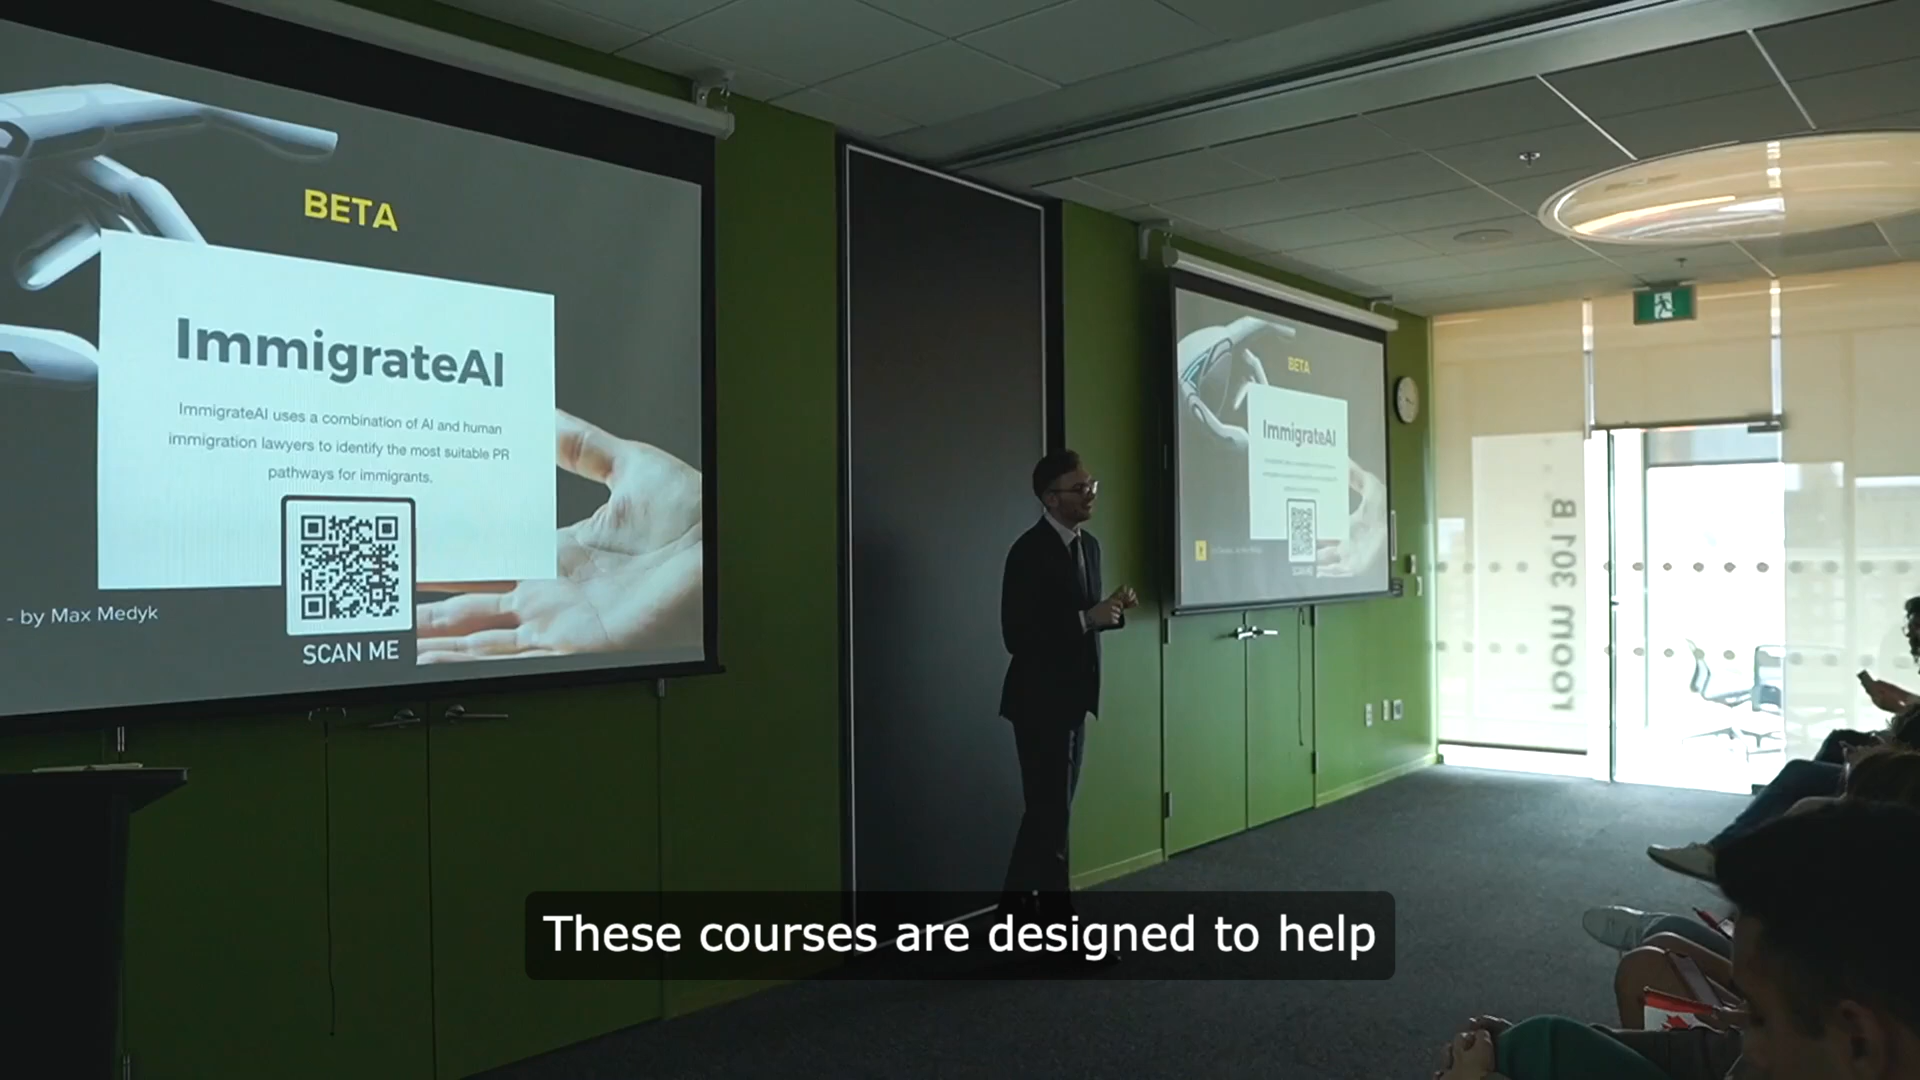 BETA
ImmigrateAI
ImmigrateAI uses a combination of AI and human
immigration lawyers to identify the most suitable PR
pathways for immigrants.
- by Max Medyk
SCAN ME
BETA
ImmigrateAI
SCAN ME
room 301 B
These courses are designed to help